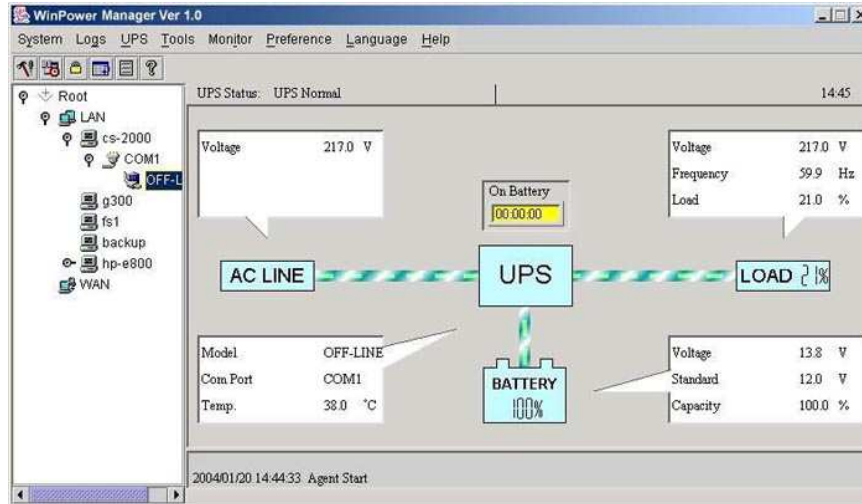 WinPower Manager Ver 1.0
System Logs UPS Tools Monitor Preference Language Help
Root
LAN
cs-2000
COM1
OFF-L
g300
fs1
backup
hp-e800
WAN
UPS Status: UPS Normal 14:45
Voltage 217.0 V
On Battery
00:00:00
Voltage 217.0 V
Frequency 59.9 Hz
Load 21.0 %
AC LINE
UPS
LOAD 21%
Model OFF-LINE
Com Port COM1
Temp. 38.0 °C
BATTERY
100%
Voltage 13.8 V
Standard 12.0 V
Capacity 100.0 %
2004/01/20 14:44:33 Agent Start